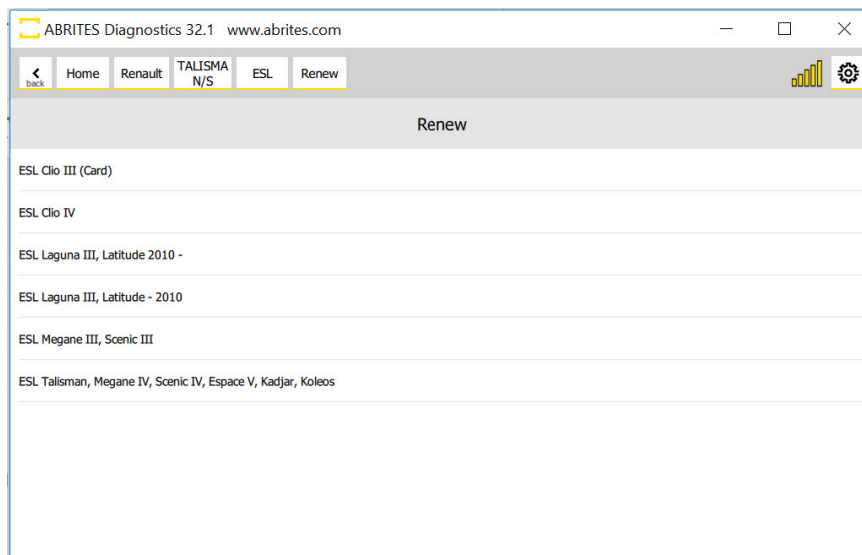 ABRITES Diagnostics 32.1 www.abrites.com
back
Home
Renault
TALISMA
N/S
ESL
Renew
Renew
ESL Clio III (Card)
ESL Clio IV
ESL Laguna III, Latitude 2010 -
ESL Laguna III, Latitude - 2010
ESL Megane III, Scenic III
ESL Talisman, Megane IV, Scenic IV, Espace V, Kadjar, Koleos